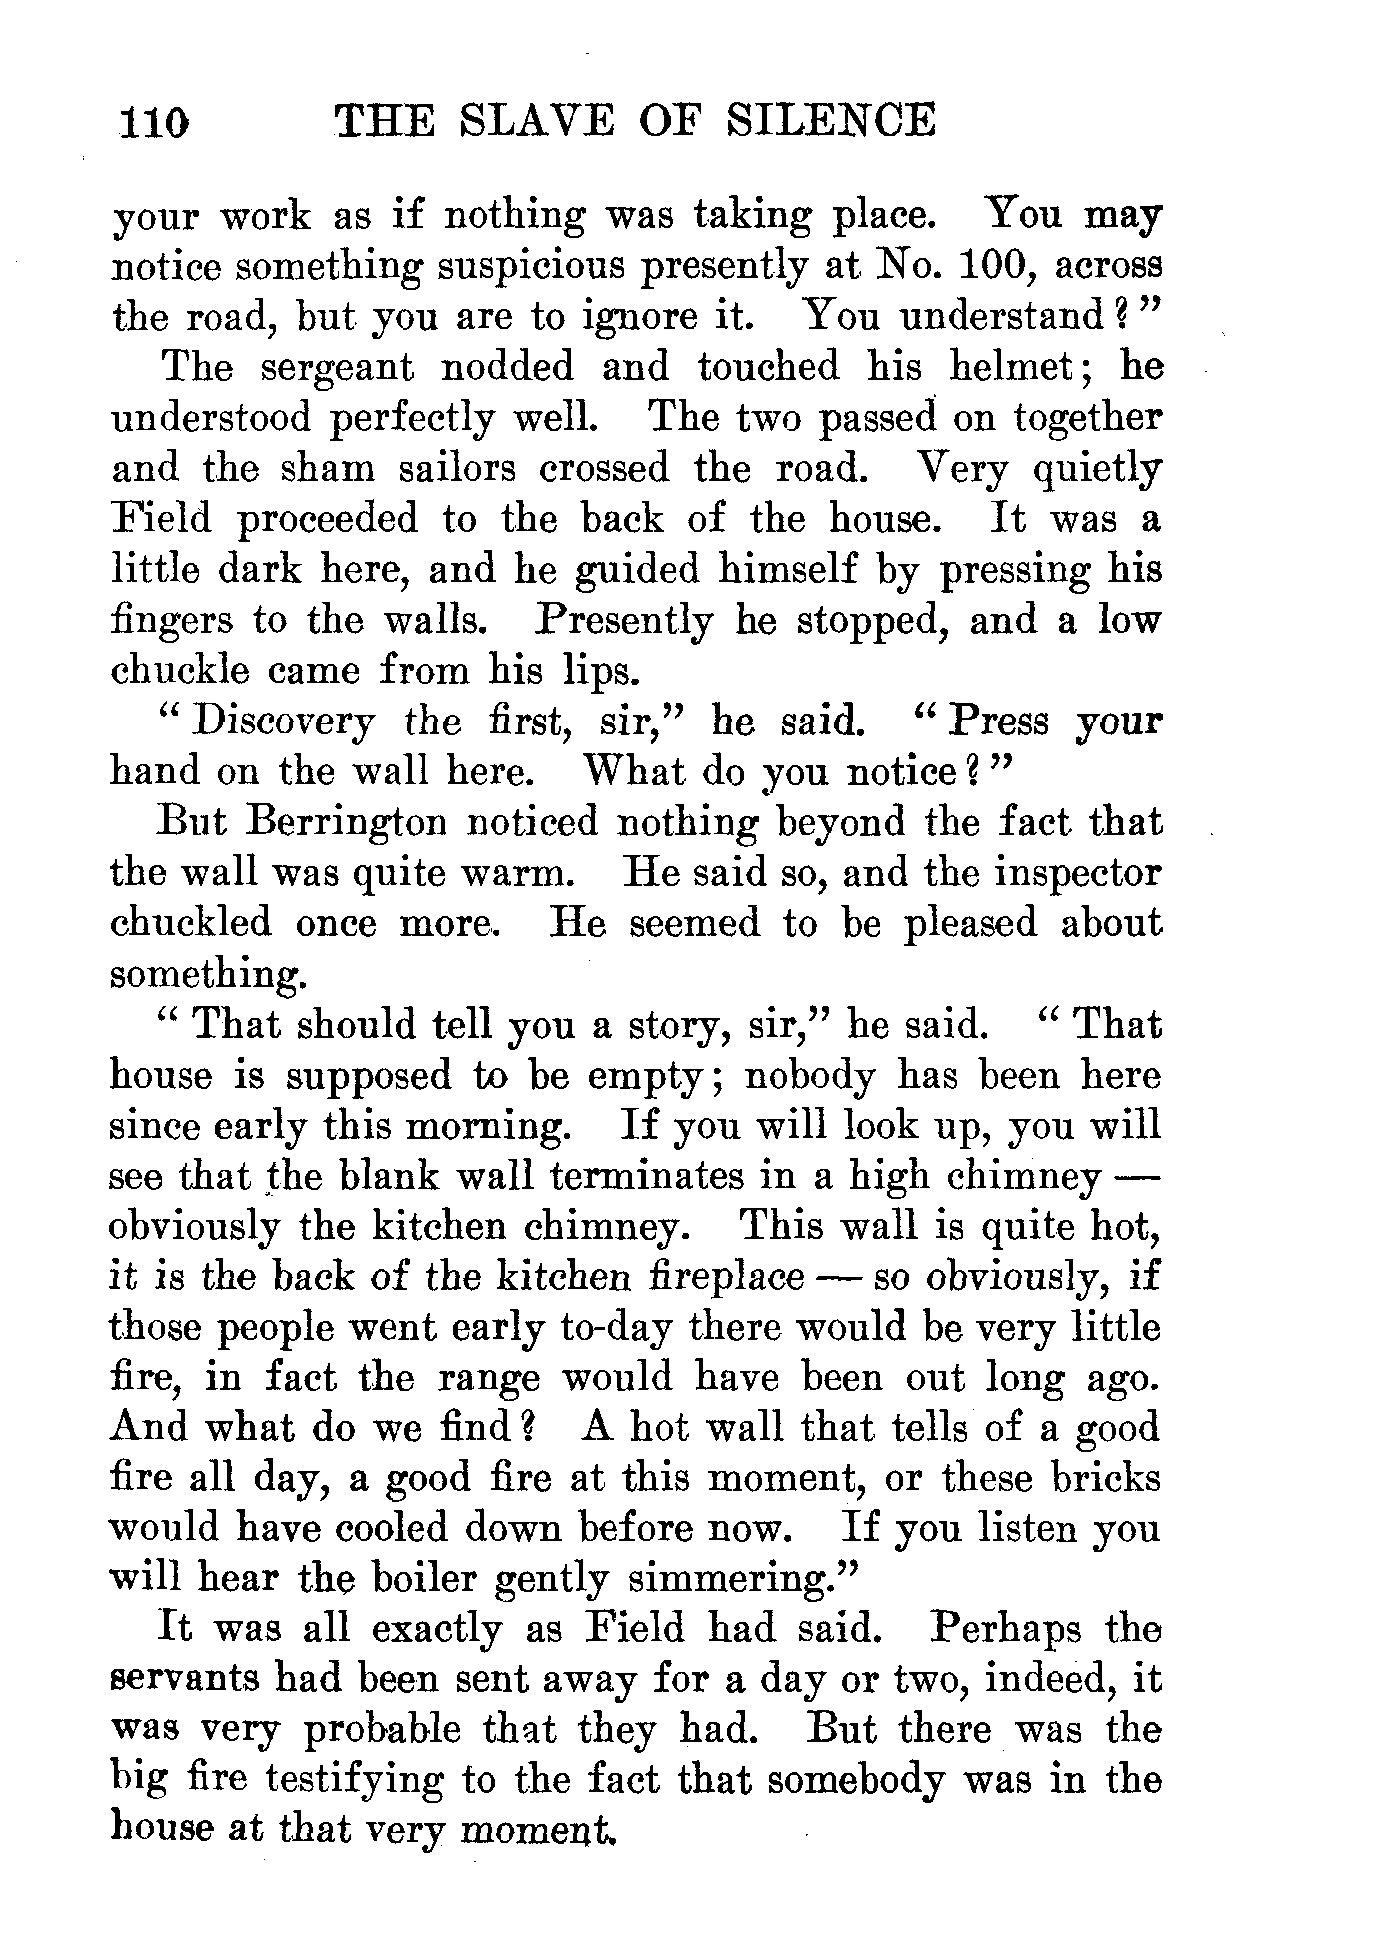 110 THE SLAVE OF SILENCE
your work as if nothing was taking place. You may
notice something suspicious presently at No. 100, across
the road, but you are to ignore it. You understand?”
The sergeant nodded and touched his helmet; he
understood perfectly well. The two passed on together
and the sham sailors crossed the road. Very quietly
Field proceeded to the back of the house. It was a
little dark here, and he guided himself by pressing his
fingers to the walls. Presently he stopped, and a low
chuckle came from his lips.
“Discovery the first, sir,” he said. “Press your
hand on the wall here. What do you notice?”
But Berrington noticed nothing beyond the fact that
the wall was quite warm. He said so, and the inspector
chuckled once more. He seemed to be pleased about
something.
“That should tell you a story, sir,” he said. “That
house is supposed to be empty; nobody has been here
since early this morning. If you will look up, you will
see that the blank wall terminates in a high chimney —
obviously the kitchen chimney. This wall is quite hot,
it is the back of the kitchen fireplace — so obviously, if
those people went early to-day there would be very little
fire, in fact the range would have been out long ago.
And what do we find? A hot wall that tells of a good
fire all day, a good fire at this moment, or these bricks
would have cooled down before now. If you listen you
will hear the boiler gently simmering.”
It was all exactly as Field had said. Perhaps the
servants had been sent away for a day or two, indeed, it
was very probable that they had. But there was the
big fire testifying to the fact that somebody was in the
house at that very moment.